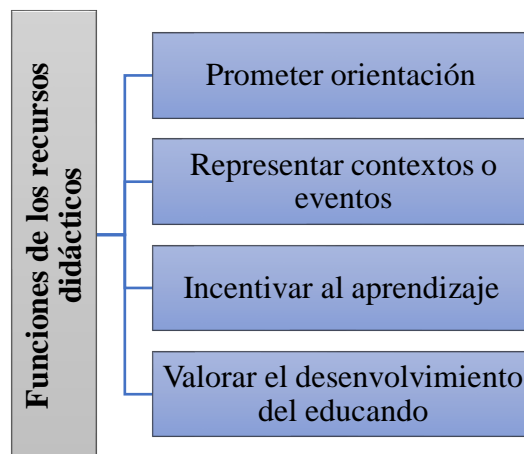 Funciones de los recursos
didácticos
Prometer orientación
Representar contextos o
eventos
Incentivar al aprendizaje
Valorar el desenvolvimiento
del educando